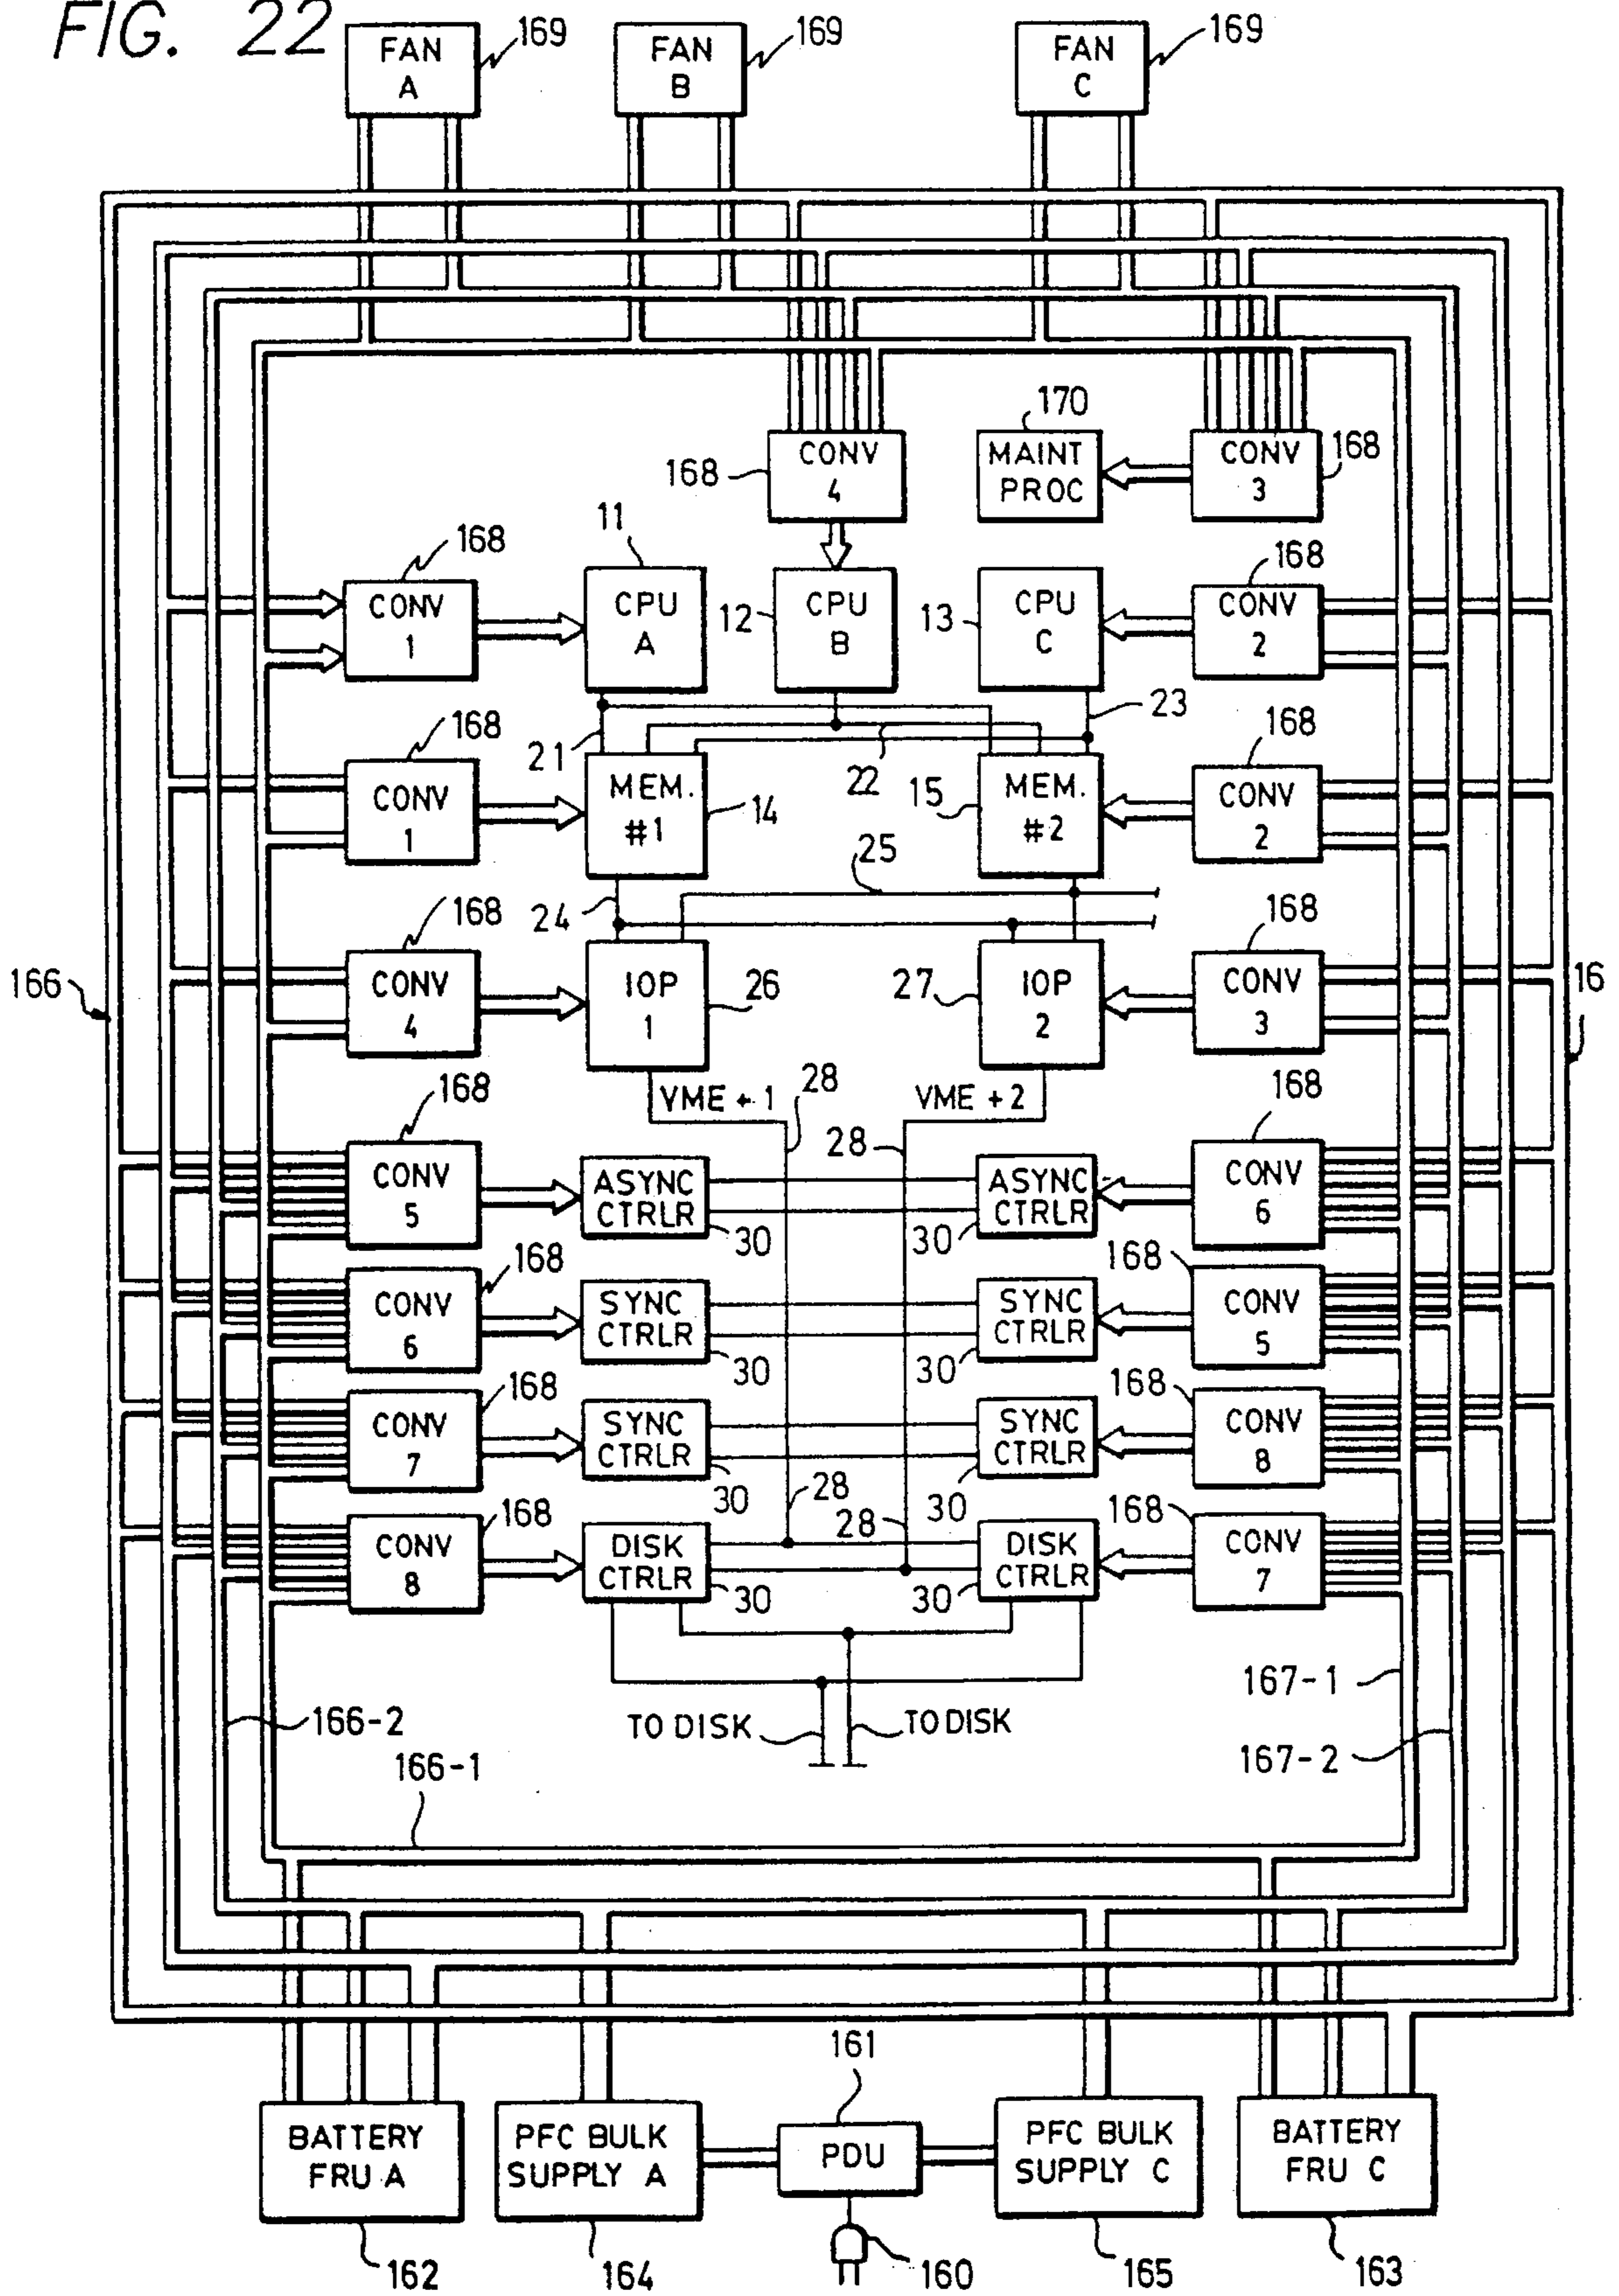 FIG. 22
FAN
A
169
FAN
B
169
FAN
C
169
168
CONV
4
170
MAINT
PROC
CONV
3
168
168
CONV
1
11
CPU
A
12
CPU
B
13
CPU
C
168
CONV
2
21
22
23
168
CONV
1
MEM.
#1
14
15
MEM.
#2
168
CONV
2
24
25
168
CONV
4
IOP
1
26
27
IOP
2
168
CONV
3
166
16
VME + 1
28
VME + 2
28
168
CONV
5
ASYNC
CTRLR
30
ASYNC
CTRLR
30
168
CONV
6
168
CONV
6
SYNC
CTRLR
30
SYNC
CTRLR
30
168
CONV
5
168
CONV
7
SYNC
CTRLR
30
SYNC
CTRLR
30
168
CONV
8
28
28
168
CONV
8
DISK
CTRLR
30
DISK
CTRLR
30
168
CONV
7
TO DISK
TO DISK
166-2
166-1
167-1
167-2
BATTERY
FRU A
162
PFC BULK
SUPPLY A
164
161
PDU
160
PFC BULK
SUPPLY C
165
BATTERY
FRU C
163